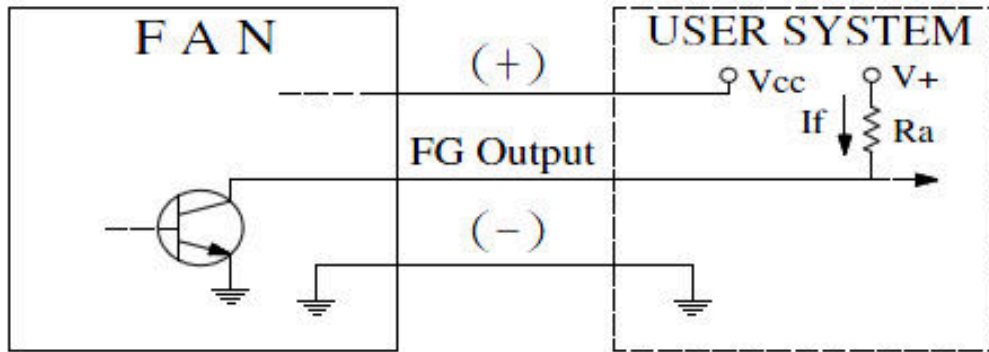 F A N
USER SYSTEM
(+)
Vcc
V+
If
Ra
FG Output
(-)